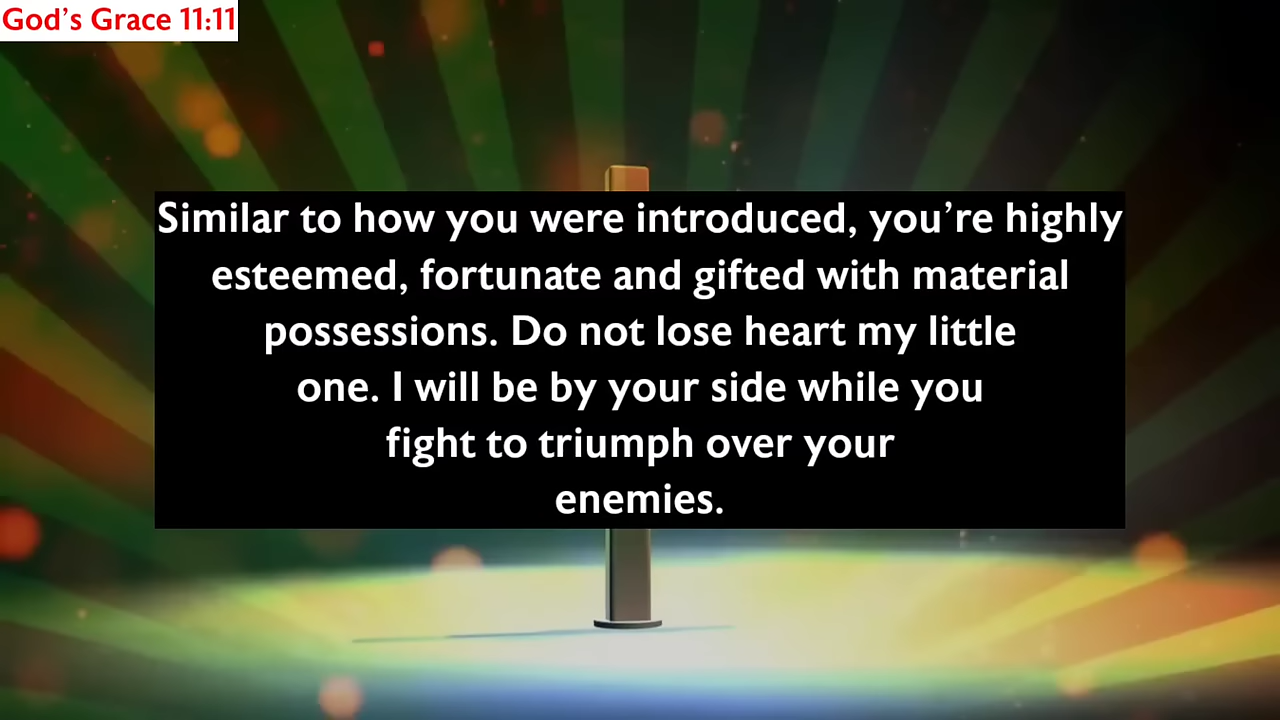 God’s Grace 11:11
Similar to how you were introduced, you’re highly
esteemed, fortunate and gifted with material
possessions. Do not lose heart my little
one. I will be by your side while you
fight to triumph over your
enemies.